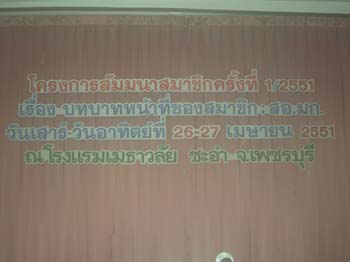 โครงการสัมมนาสมาชิกครั้งที่ 1/2551
เรื่อง บทบาทหน้าที่ของสมาชิก สอ.มก.
วันเสาร์-วันอาทิตย์ที่ 26-27 เมษายน 2551
ณ โรงแรมเมธาวลัย ชะอำ จ.เพชรบุรี